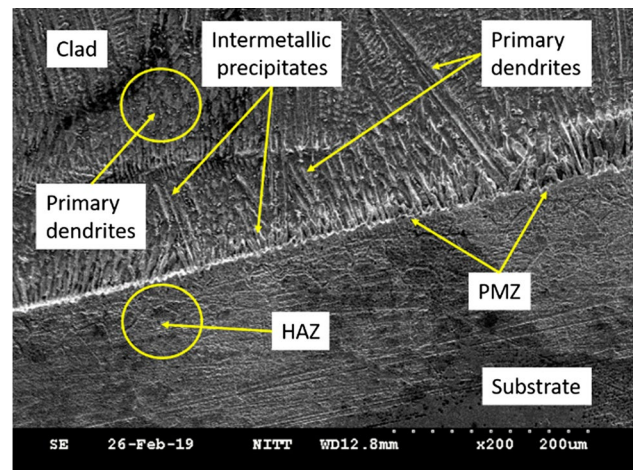 Clad
Intermetallic
precipitates
Primary
dendrites
Primary
dendrites
PMZ
HAZ
Substrate
SE 26-Feb-19 NITT WD12.8mm x200 200um